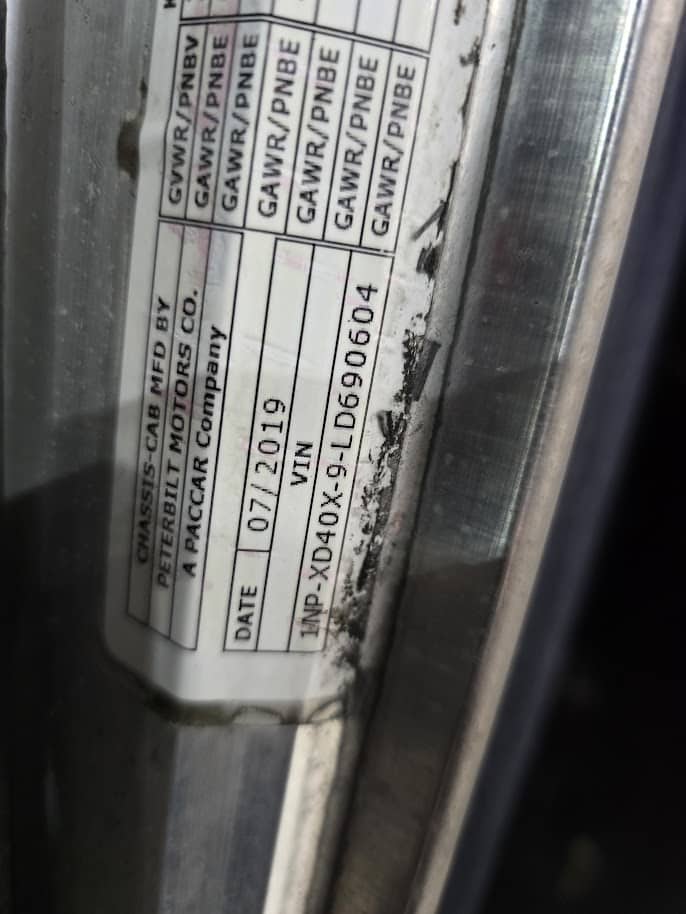 CHASSIS-CAB MFD BY
PETERBILT MOTORS CO.
A PACCAR Company
DATE 07/2019
VIN
1NP-XD40X-9-LD690604
GVWR/PNBV
GAWR/PNBE
GAWR/PNBE
GAWR/PNBE
GAWR/PNBE
GAWR/PNBE
GAWR/PNBE